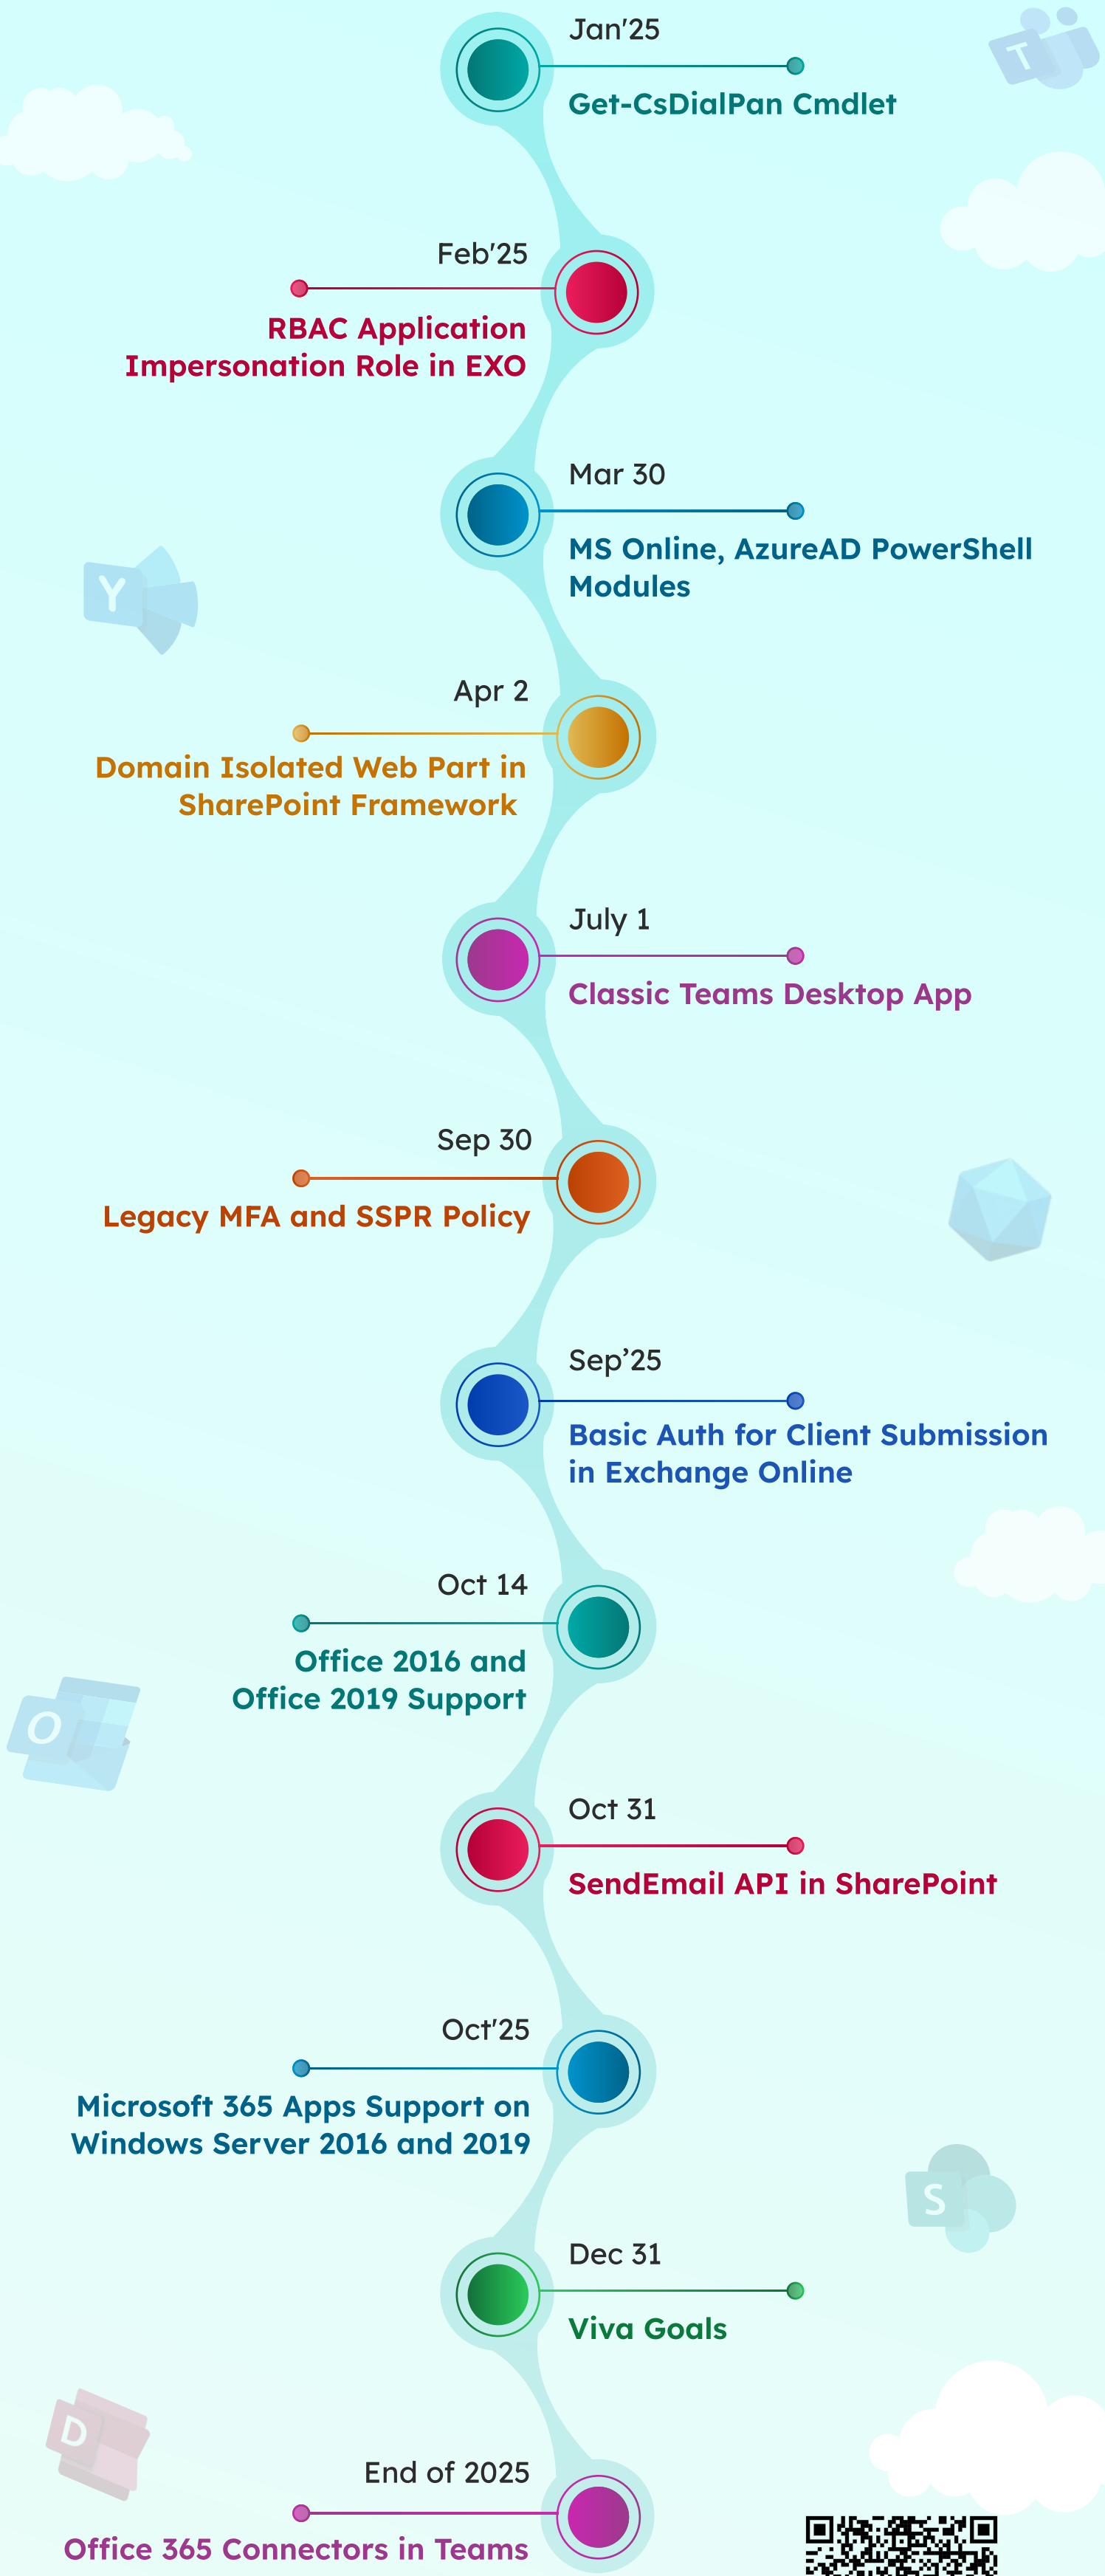 Jan'25
Get-CsDialPan Cmdlet
T
Feb'25
RBAC Application
Impersonation Role in EXO
Mar 30
MS Online, AzureAD PowerShell
Modules
Y
Apr 2
Domain Isolated Web Part in
SharePoint Framework
July 1
Classic Teams Desktop App
Sep 30
Legacy MFA and SSPR Policy
Sep’25
Basic Auth for Client Submission
in Exchange Online
Oct 14
Office 2016 and
Office 2019 Support
O
Oct 31
SendEmail API in SharePoint
Oct'25
Microsoft 365 Apps Support on
Windows Server 2016 and 2019
S
Dec 31
Viva Goals
D
End of 2025
Office 365 Connectors in Teams